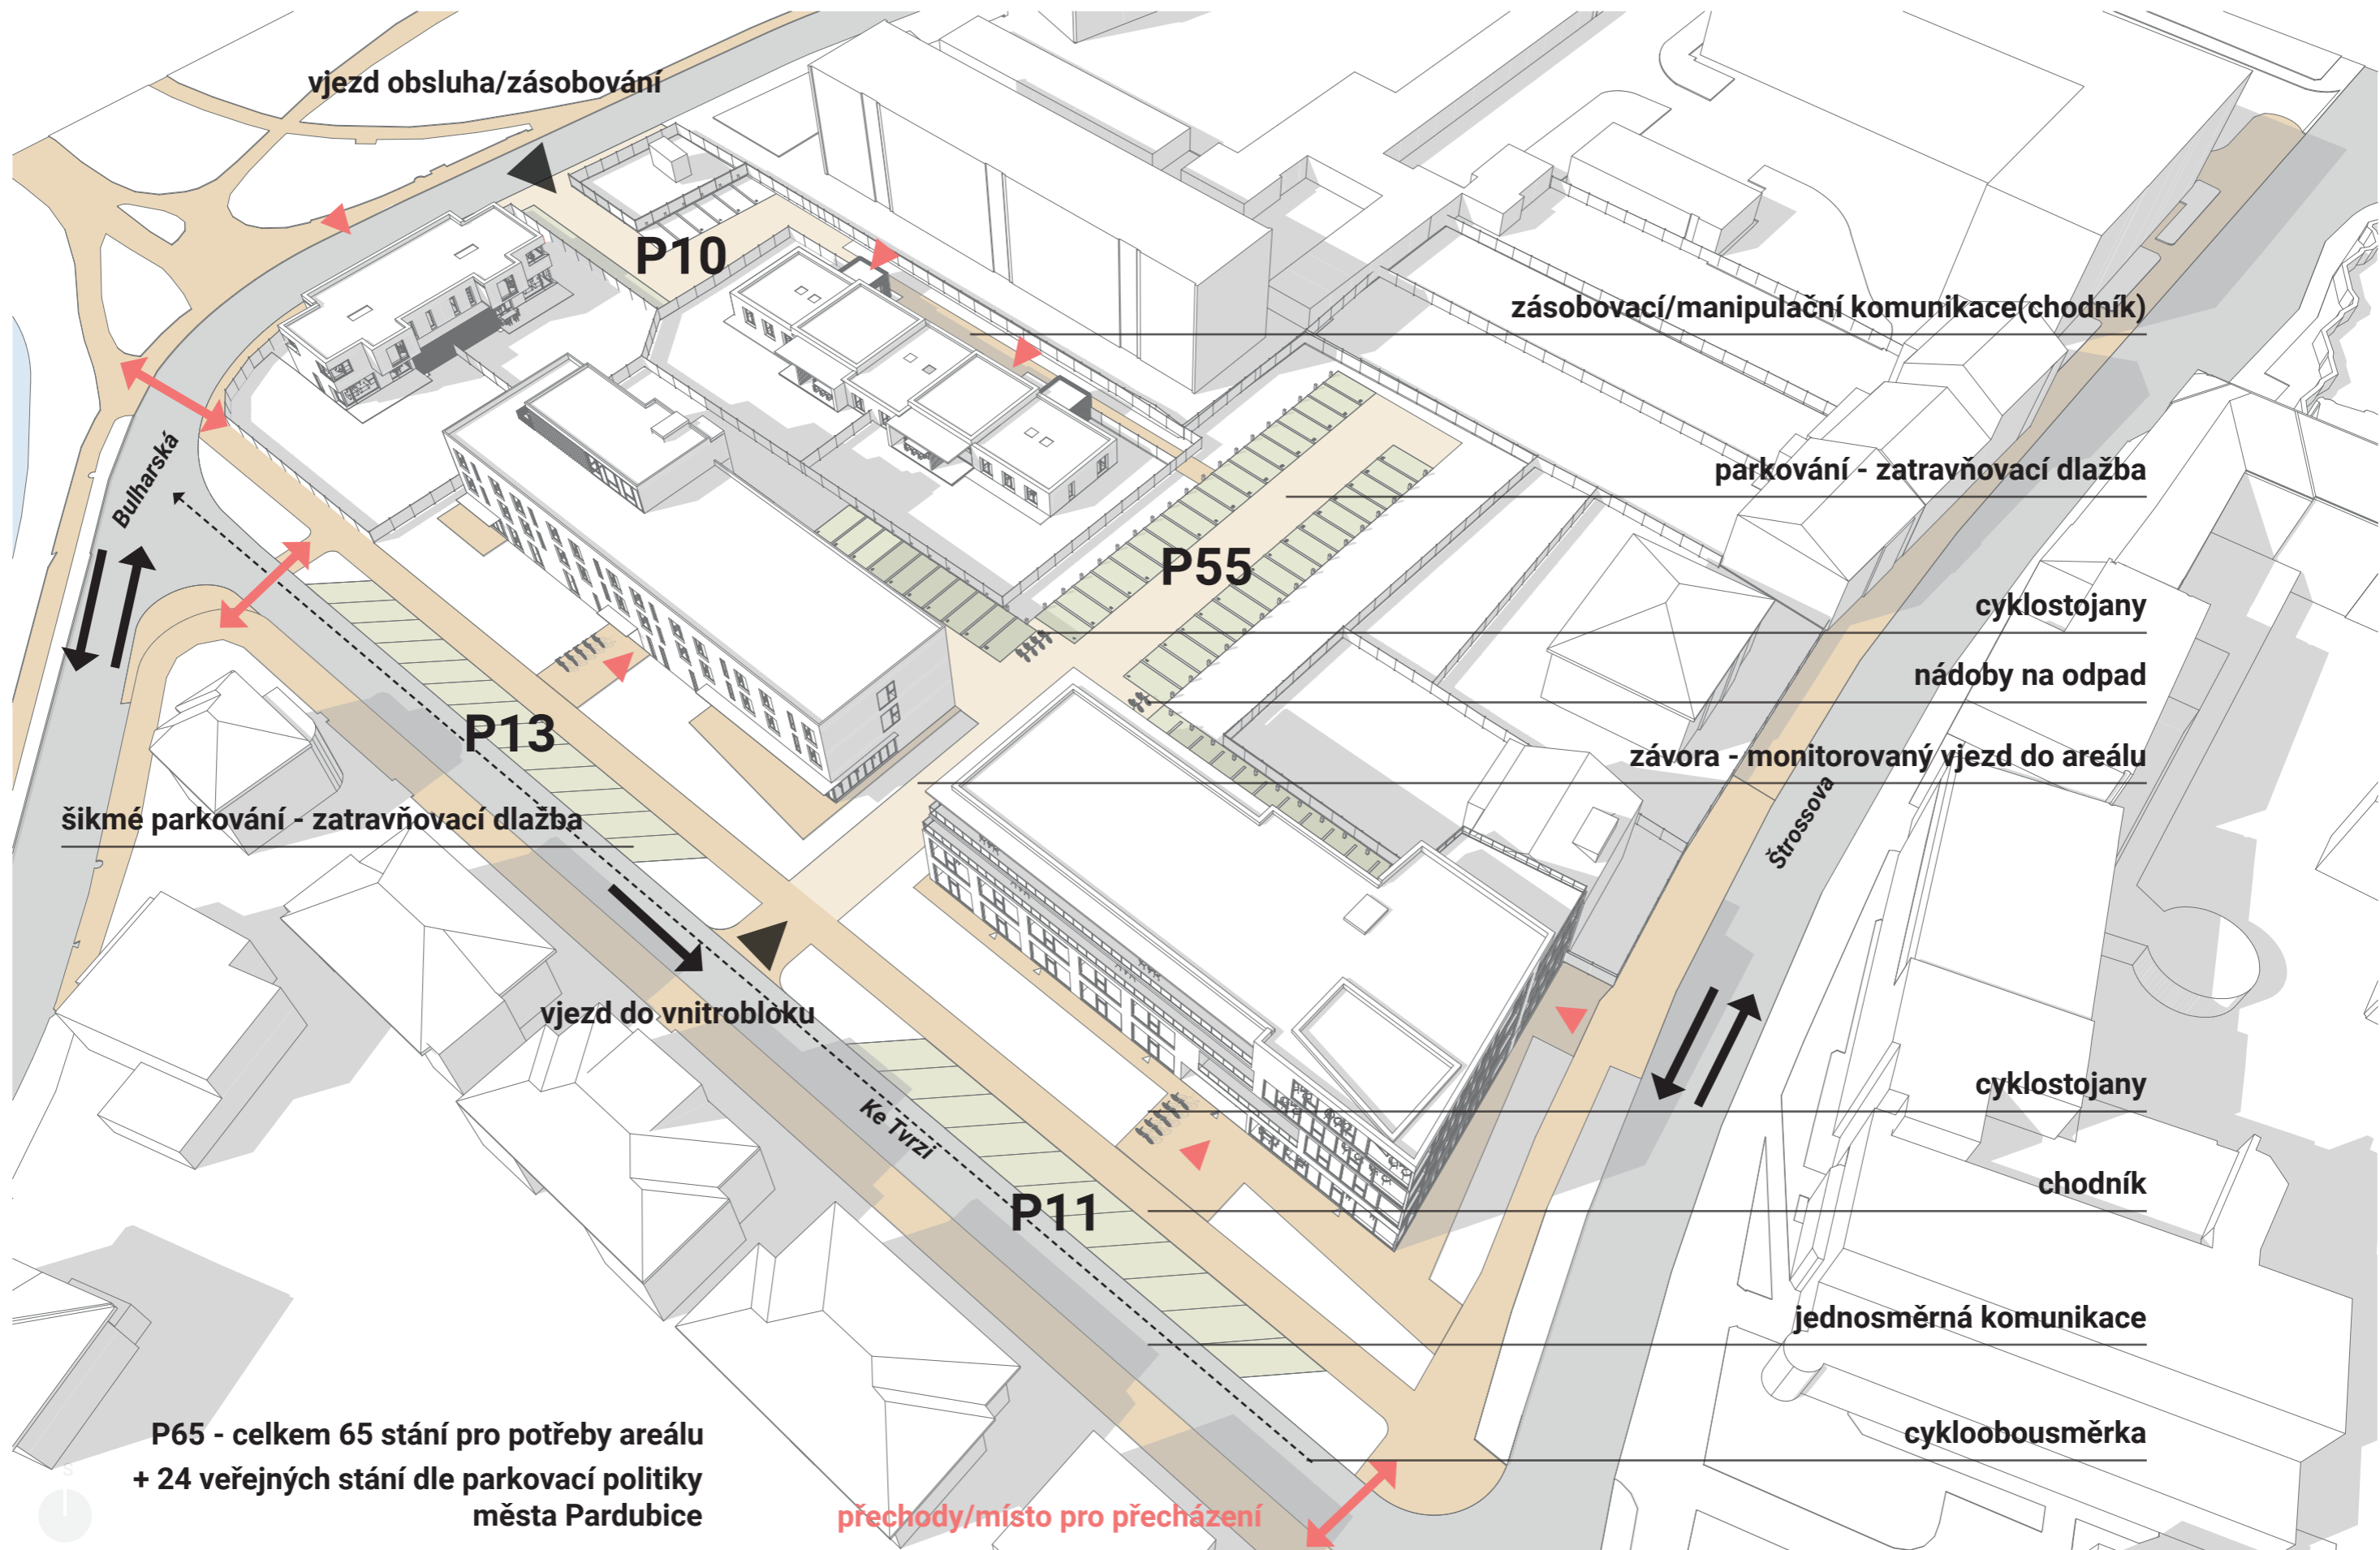 vjezd obsluha/zásobování
P10
zásobovací/manipulační komunikace(chodník)
Bulharská
parkování - zatravňovací dlažba
P55
cyklostojany
nádoby na odpad
P13
závora - monitorovaný vjezd do areálu
Štrossova
šikmé parkování - zatravňovací dlažba
vjezd do vnitrobloku
cyklostojany
Ke Tvrzi
chodník
P11
jednosměrná komunikace
cykloobousměrka
P65 - celkem 65 stání pro potřeby areálu
+ 24 veřejných stání dle parkovací politiky
města Pardubice
S
přechody/místo pro přecházení